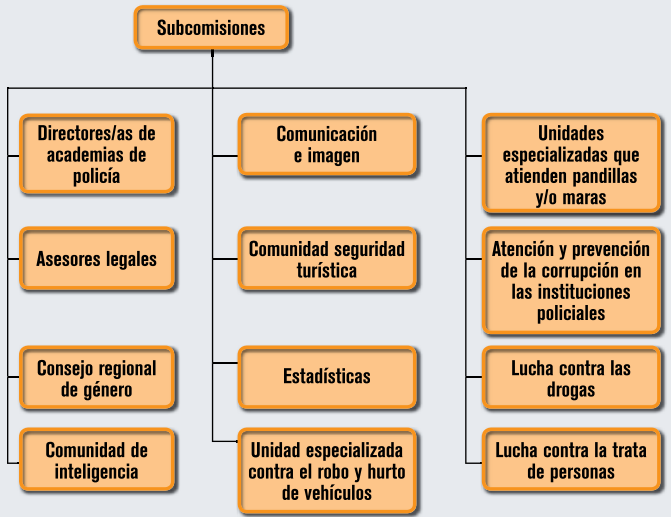 Subcomisiones
Directores/as de
academias de
policía
Asesores legales
Consejo regional
de género
Comunidad de
inteligencia
Comunicación
e imagen
Comunidad seguridad
turística
Estadísticas
Unidad especializada
contra el robo y hurto
de vehículos
Unidades
especializadas que
atienden pandillas
y/o maras
Atención y prevención
de la corrupción en
las instituciones
policiales
Lucha contra las
drogas
Lucha contra la trata
de personas